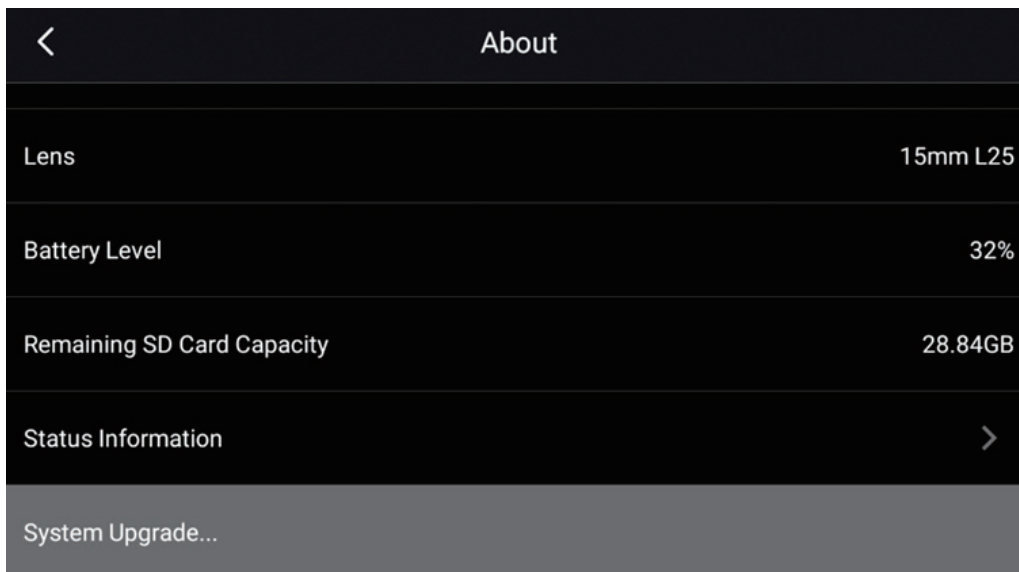 About
Lens 15mm L25
Battery Level 32%
Remaining SD Card Capacity 28.84GB
Status Information
System Upgrade...